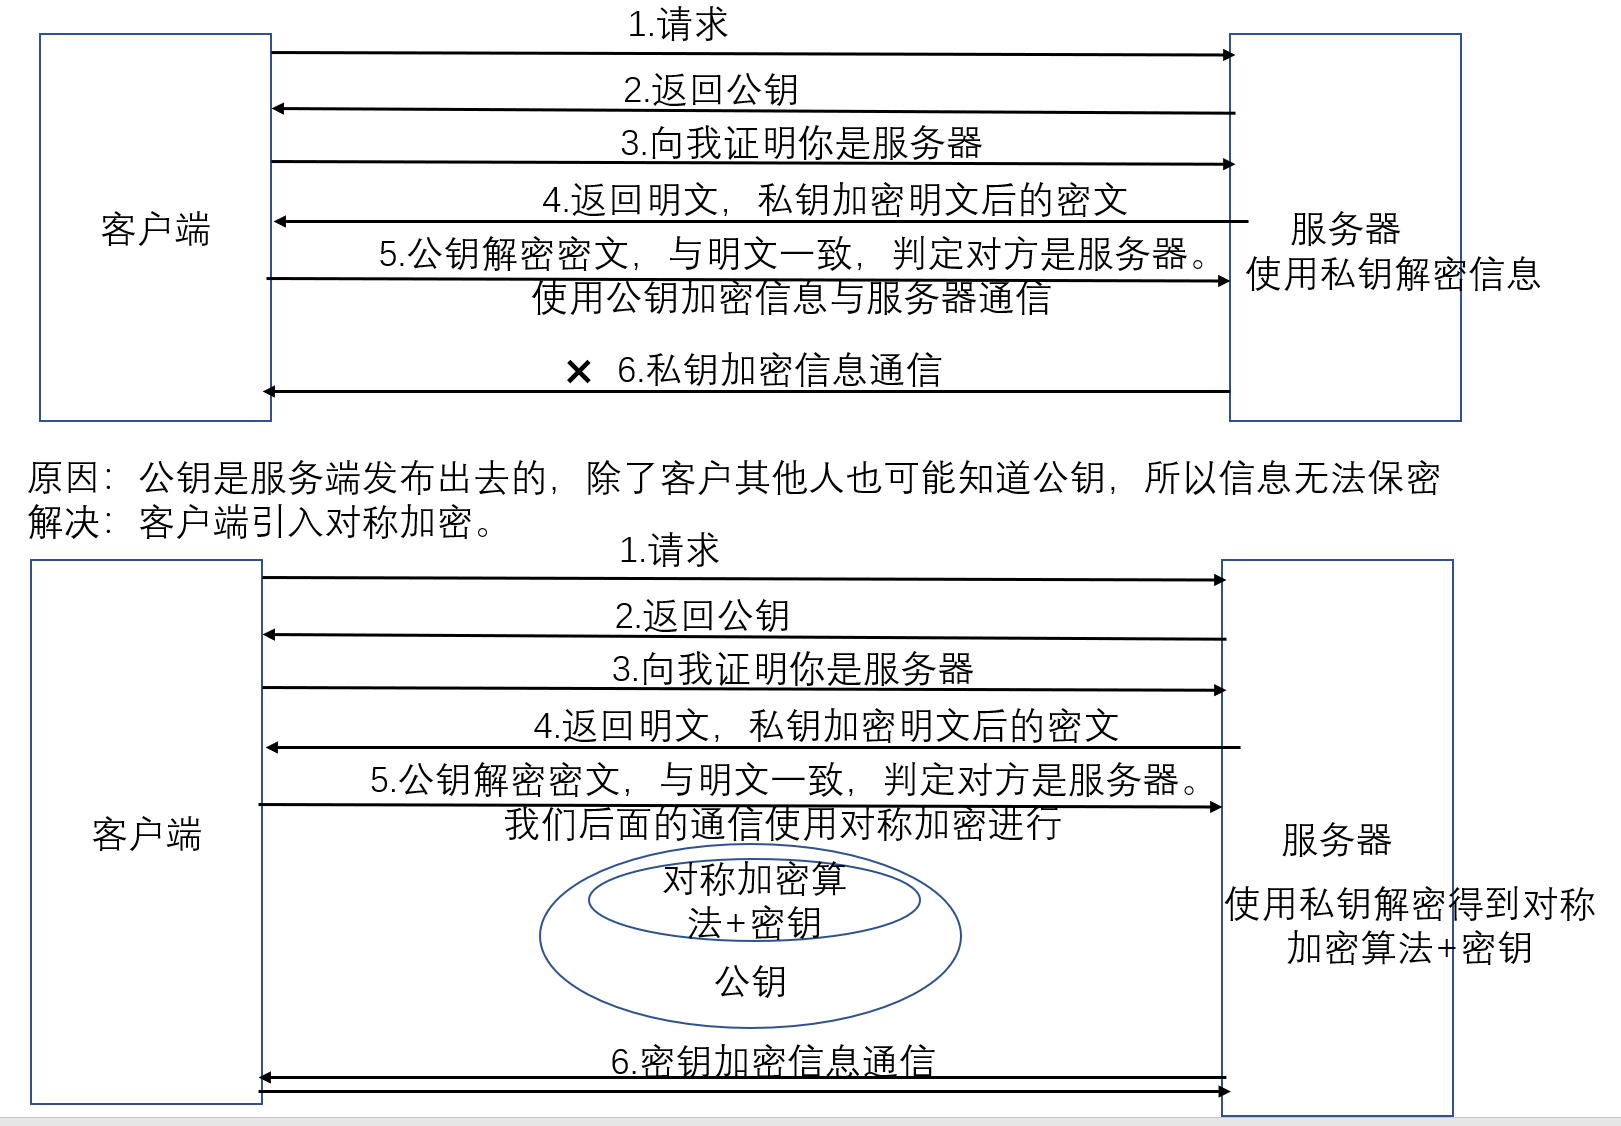 1.请求
2.返回公钥
3.向我证明你是服务器
4.返回明文，私钥加密明文后的密文
客户端
服务器
使用私钥解密信息
5.公钥解密密文，与明文一致，判定对方是服务器。
使用公钥加密信息与服务器通信
× 6.私钥加密信息通信
原因：公钥是服务端发布出去的，除了客户其他人也可能知道公钥，所以信息无法保密
解决：客户端引入对称加密。
1.请求
2.返回公钥
3.向我证明你是服务器
4.返回明文，私钥加密明文后的密文
5.公钥解密密文，与明文一致，判定对方是服务器。
我们后面的通信使用对称加密进行
客户端
服务器
对称加密算
法+密钥
公钥
使用私钥解密得到对称
加密算法+密钥
6.密钥加密信息通信